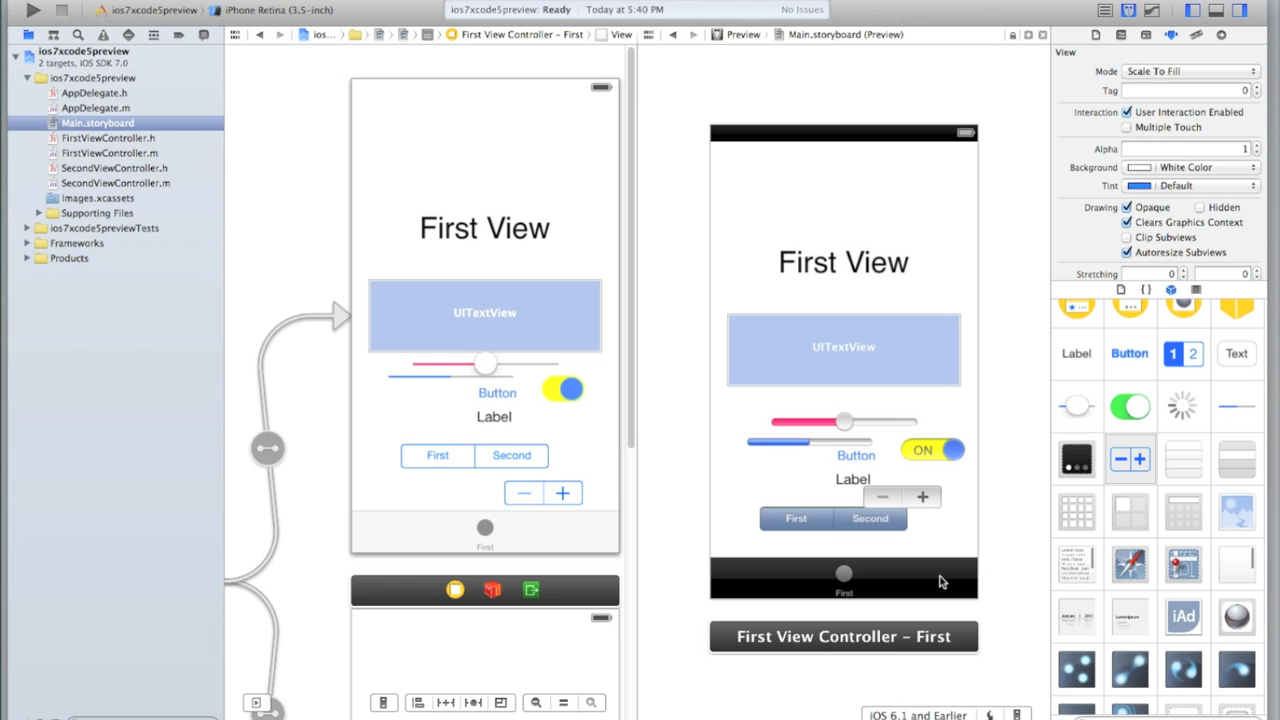 ios7xcode5preview
iPhone Retina (3.5-inch)
ios7xcode5preview: Ready
Today at 5:40 PM
No Issues
ios...
First View Controller – First
View
Preview
Main.storyboard (Preview)
ios7xcode5preview
2 targets, iOS SDK 7.0
ios7xcode5preview
AppDelegate.h
AppDelegate.m
Main.storyboard
FirstViewController.h
FirstViewController.m
SecondViewController.h
SecondViewController.m
Images.xcassets
Supporting Files
ios7xcode5previewTests
Frameworks
Products
First View
UITextView
Button
Label
First
Second
First
First View
UITextView
Button
ON
Label
First
Second
First
First View Controller – First
iOS 6.1 and Earlier
View
Mode
Scale To Fill
Tag
0
Interaction
User Interaction Enabled
Multiple Touch
Alpha
1
Background
White Color
Tint
Default
Drawing
Opaque
Hidden
Clears Graphics Context
Clip Subviews
Autoresize Subviews
Stretching
0
0
Label
Button
1 2
Text
iAd